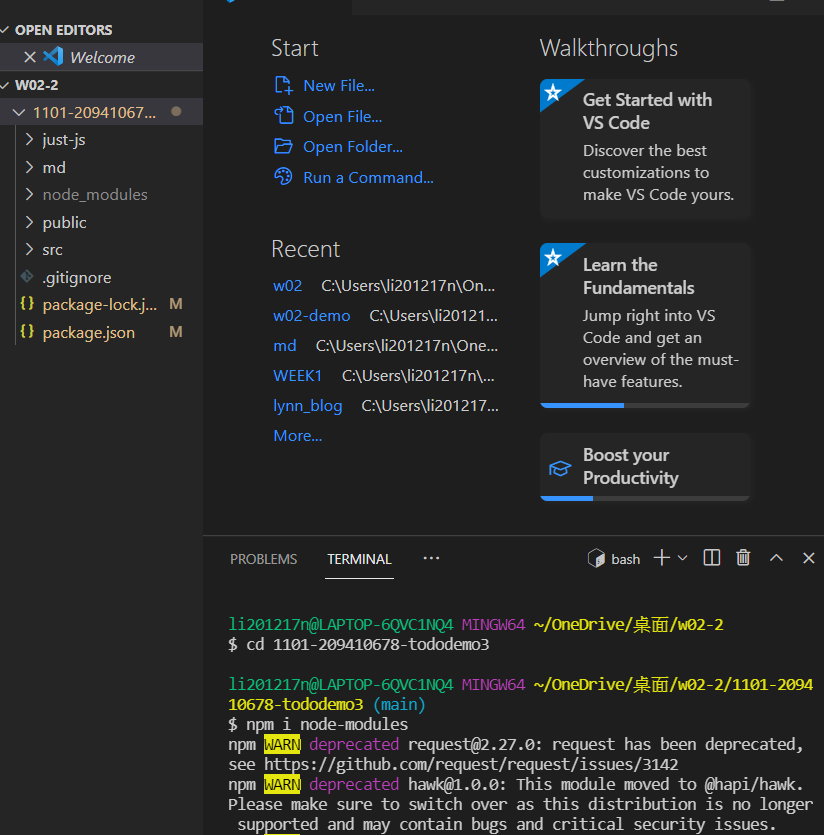 OPEN EDITORS
Welcome
W02-2
1101-20941067...
just-js
md
node_modules
public
src
.gitignore
package-lock.j... M
package.json M
Start
New File...
Open File...
Open Folder...
Run a Command...
Recent
w02 C:\Users\li201217n\On...
w02-demo C:\Users\li20121...
md C:\Users\li201217n\One...
WEEK1 C:\Users\li201217n\...
lynn_blog C:\Users\li201217...
More...
Walkthroughs
Get Started with
VS Code
Discover the best
customizations to
make VS Code yours.
Learn the
Fundamentals
Jump right into VS
Code and get an
overview of the must-
have features.
Boost your
Productivity
PROBLEMS TERMINAL ... bash
li201217n@LAPTOP-6QVC1NQ4 MINGW64 ~/OneDrive/桌面/w02-2
$ cd 1101-209410678-tododemo3
li201217n@LAPTOP-6QVC1NQ4 MINGW64 ~/OneDrive/桌面/w02-2/1101-2094
10678-tododemo3 (main)
$ npm i node-modules
npm WARN deprecated request@2.27.0: request has been deprecated,
see https://github.com/request/request/issues/3142
npm WARN deprecated hawk@1.0.0: This module moved to @hapi/hawk.
Please make sure to switch over as this distribution is no longer
supported and may contain bugs and critical security issues.